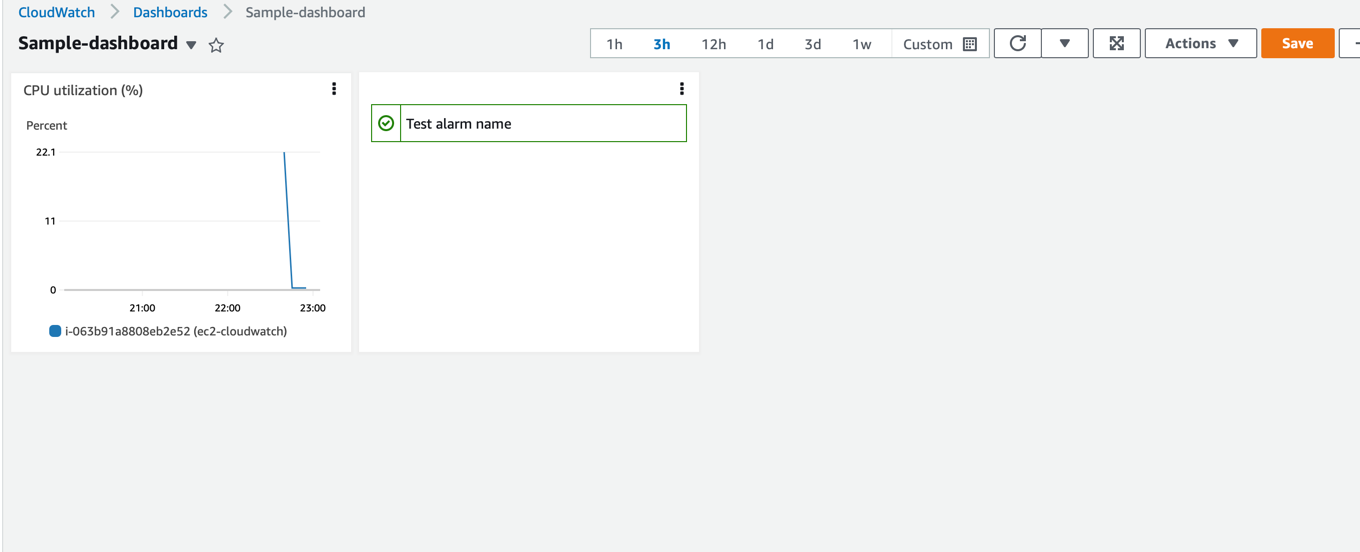 CloudWatch Dashboards Sample-dashboard
Sample-dashboard
1h 3h 12h 1d 3d 1w Custom Actions Save
CPU utilization (%)
Percent
22.1
11
0
21:00 22:00 23:00
i-063b91a8808eb2e52 (ec2-cloudwatch)
Test alarm name